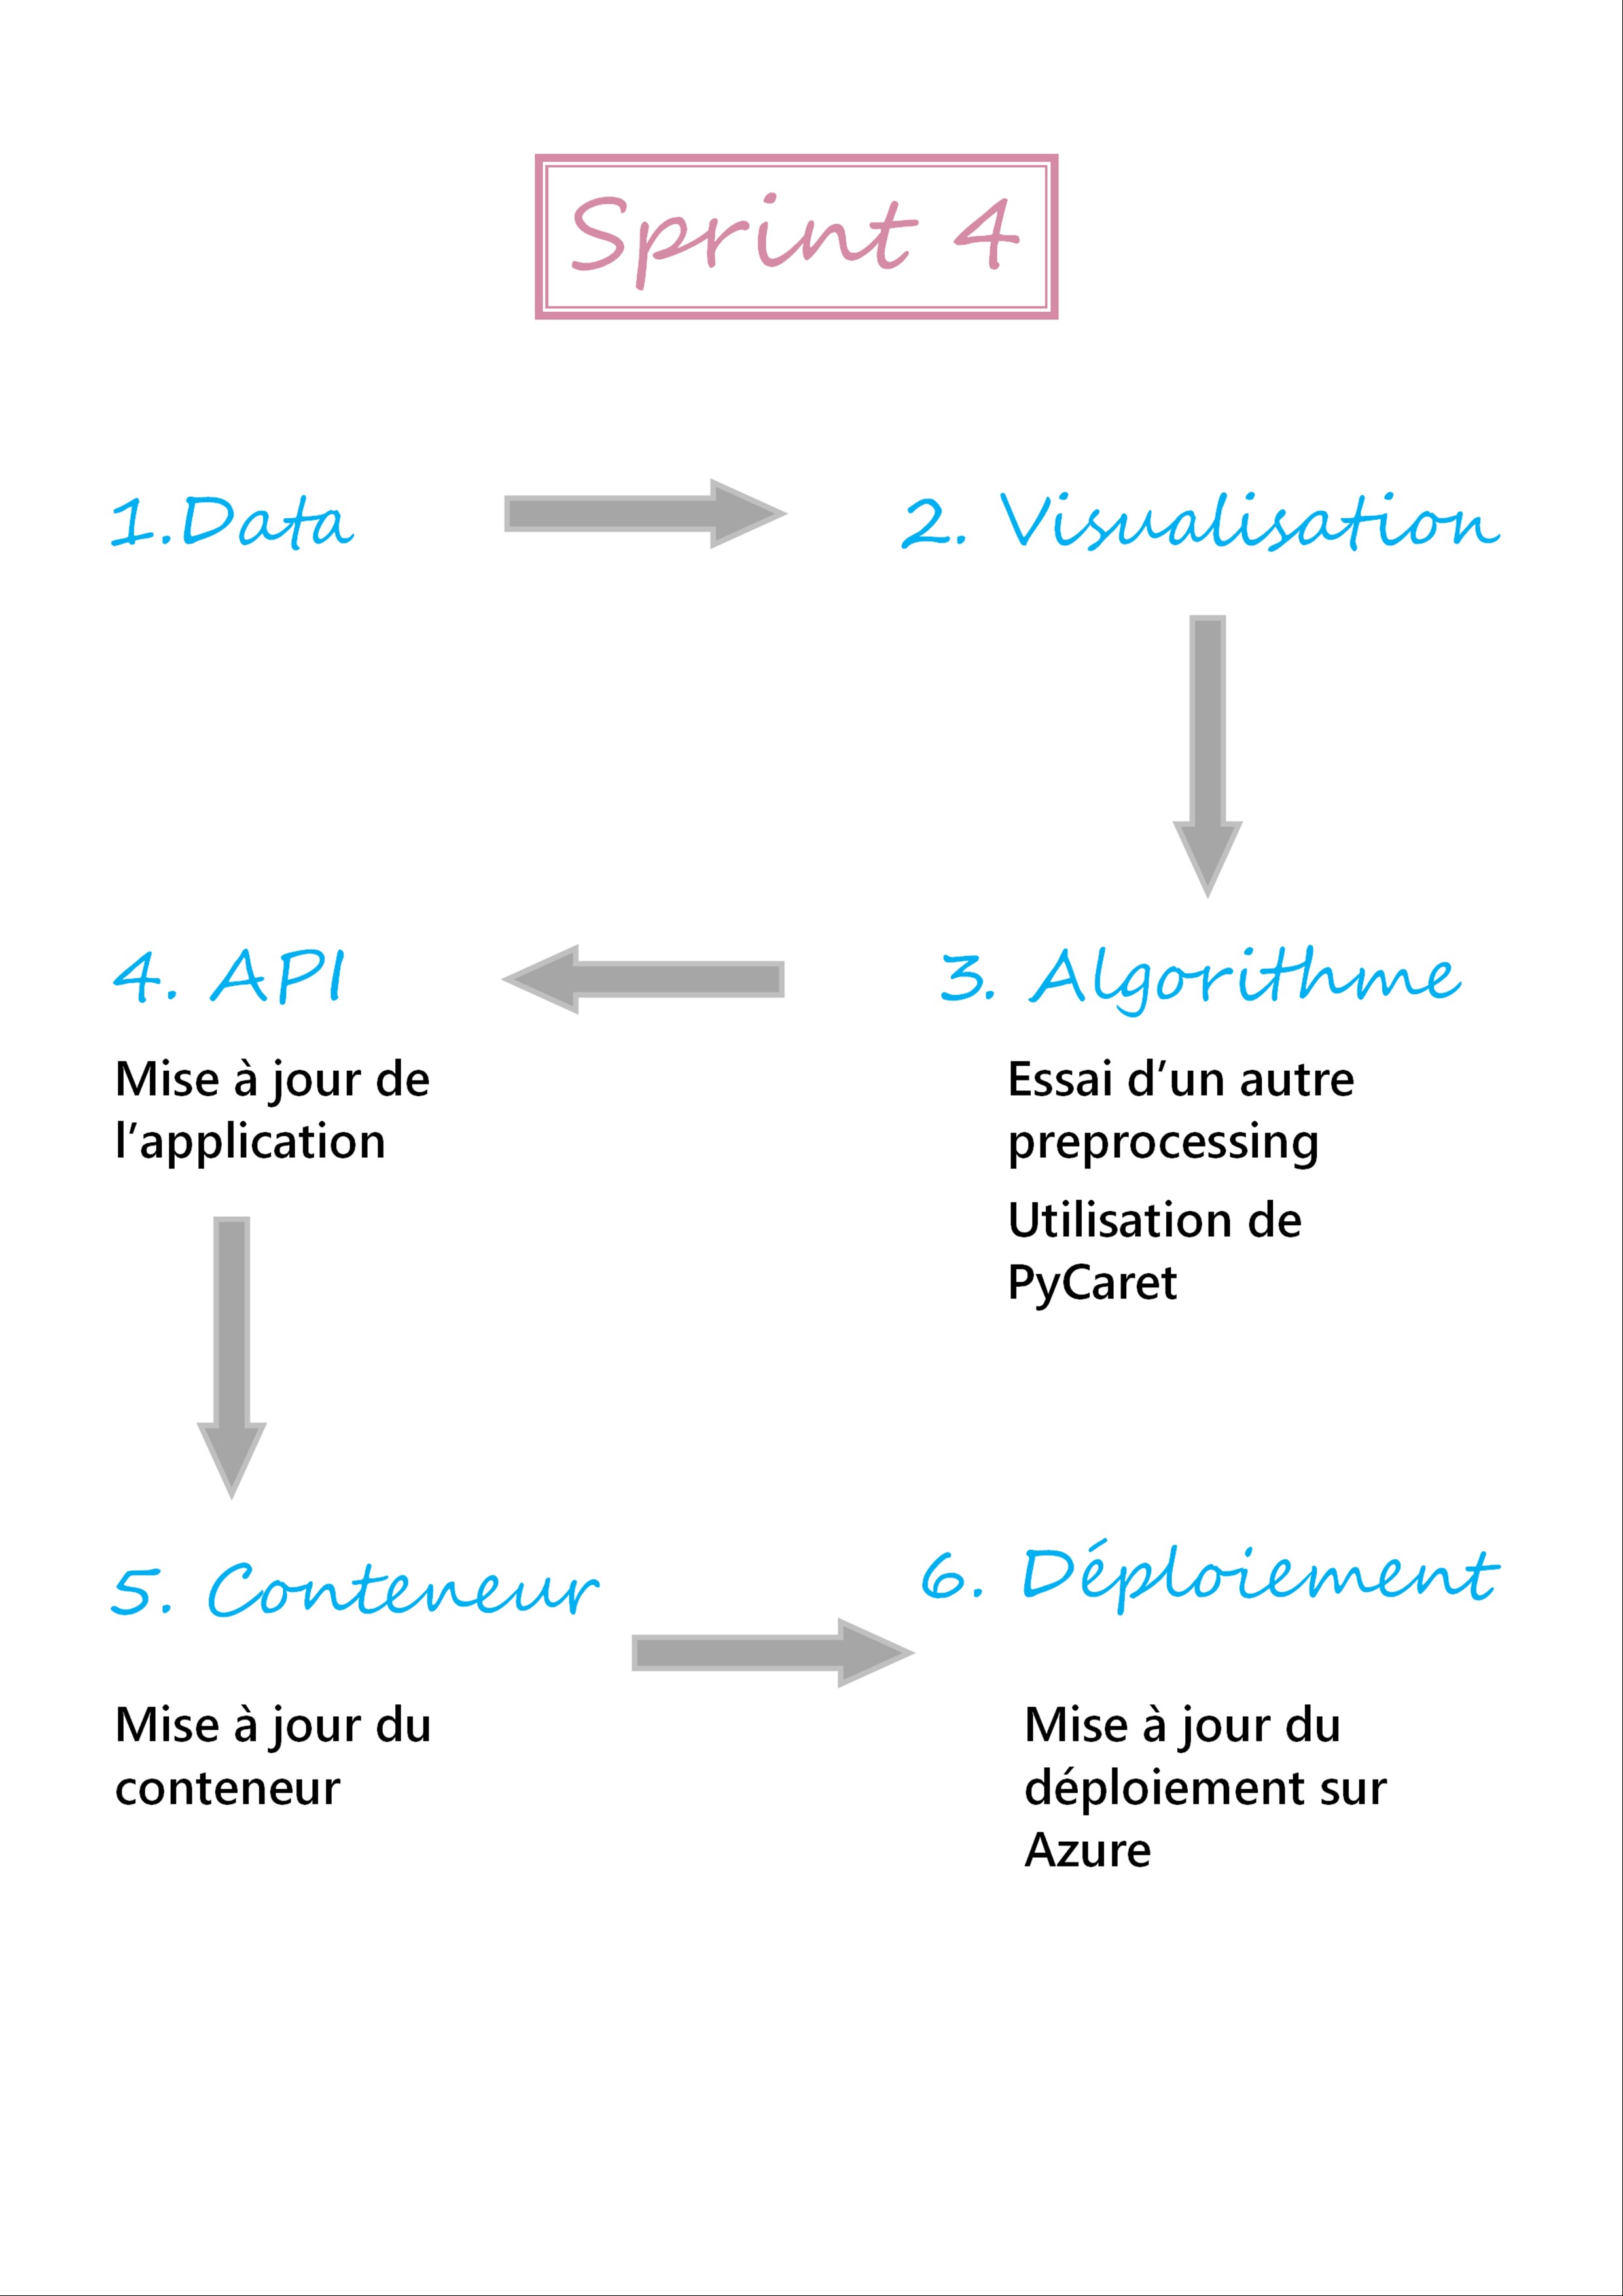 Sprint 4
1.Data
2. Visualisation
3. Algorithme
Essai d’un autre
preprocessing
Utilisation de
PyCaret
4. API
Mise à jour de
l’application
5. Conteneur
Mise à jour du
conteneur
6. Déploiement
Mise à jour du
déploiement sur
Azure